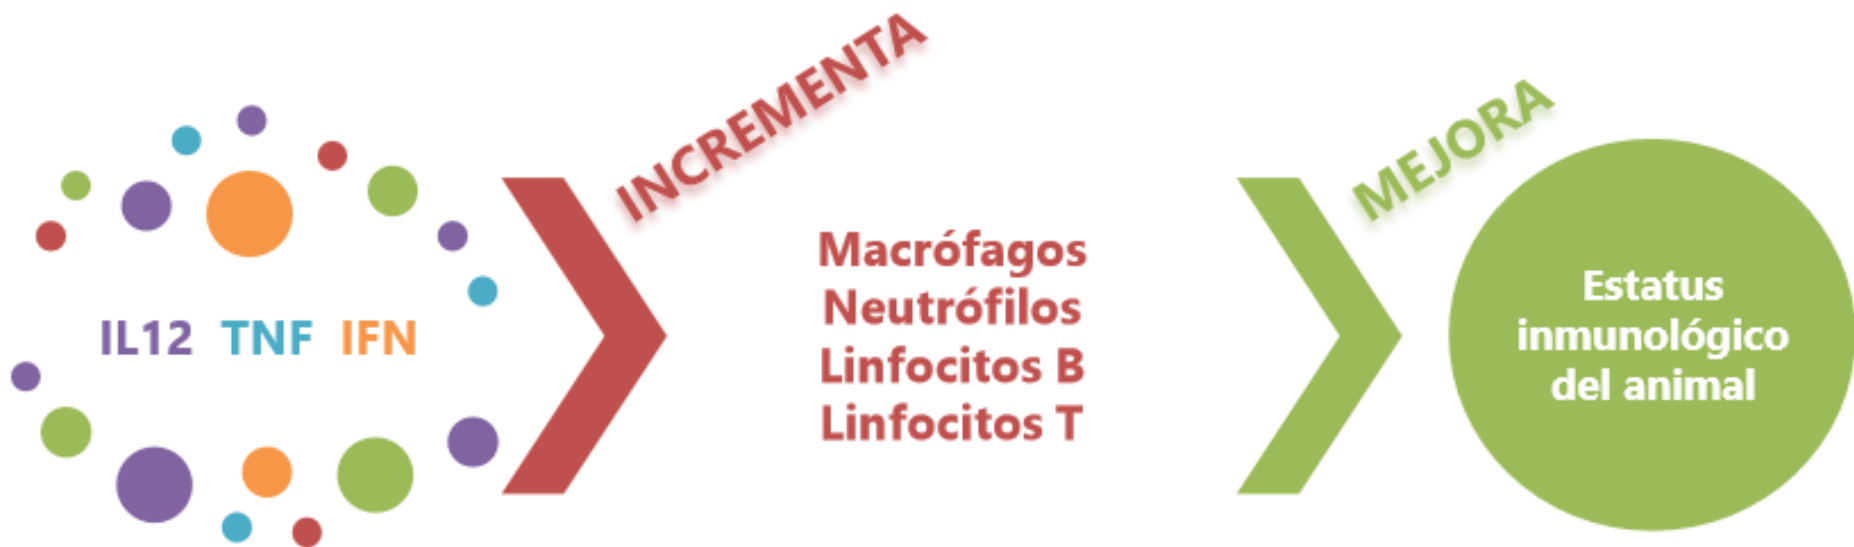 IL12 TNF IFN
INCREMENTA
Macrófagos
Neutrófilos
Linfocitos B
Linfocitos T
MEJORA
Estatus
inmunológico
del animal